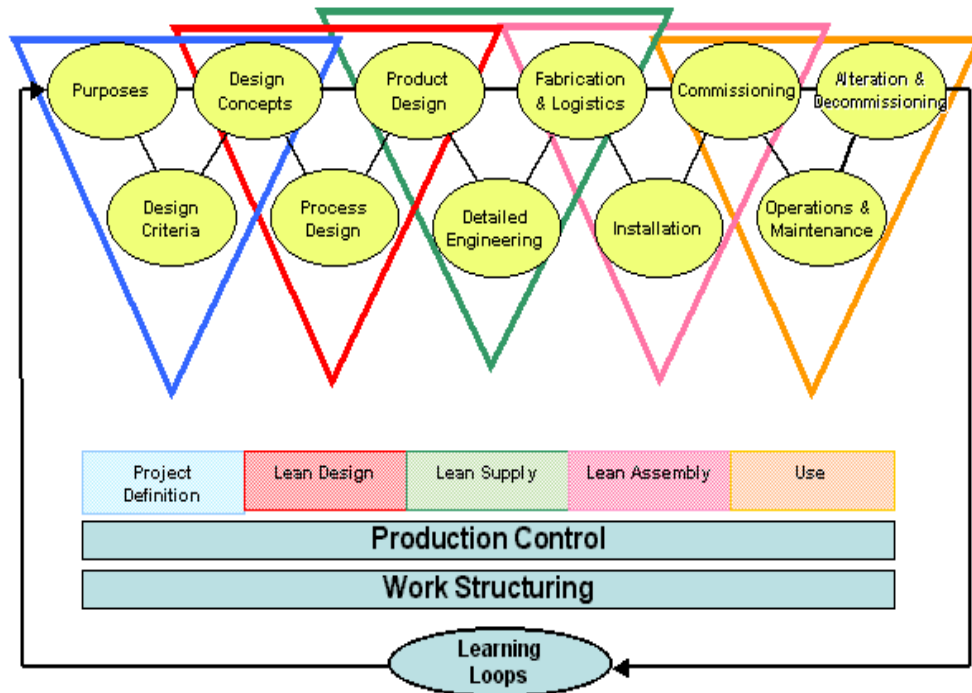 Purposes
Design
Concepts
Product
Design
Fabrication
& Logistics
Commissioning
Alteration &
Decommissioning
Design
Criteria
Process
Design
Detailed
Engineering
Installation
Operations &
Maintenance
Project
Definition
Lean Design
Lean Supply
Lean Assembly
Use
Production Control
Work Structuring
Learning
Loops